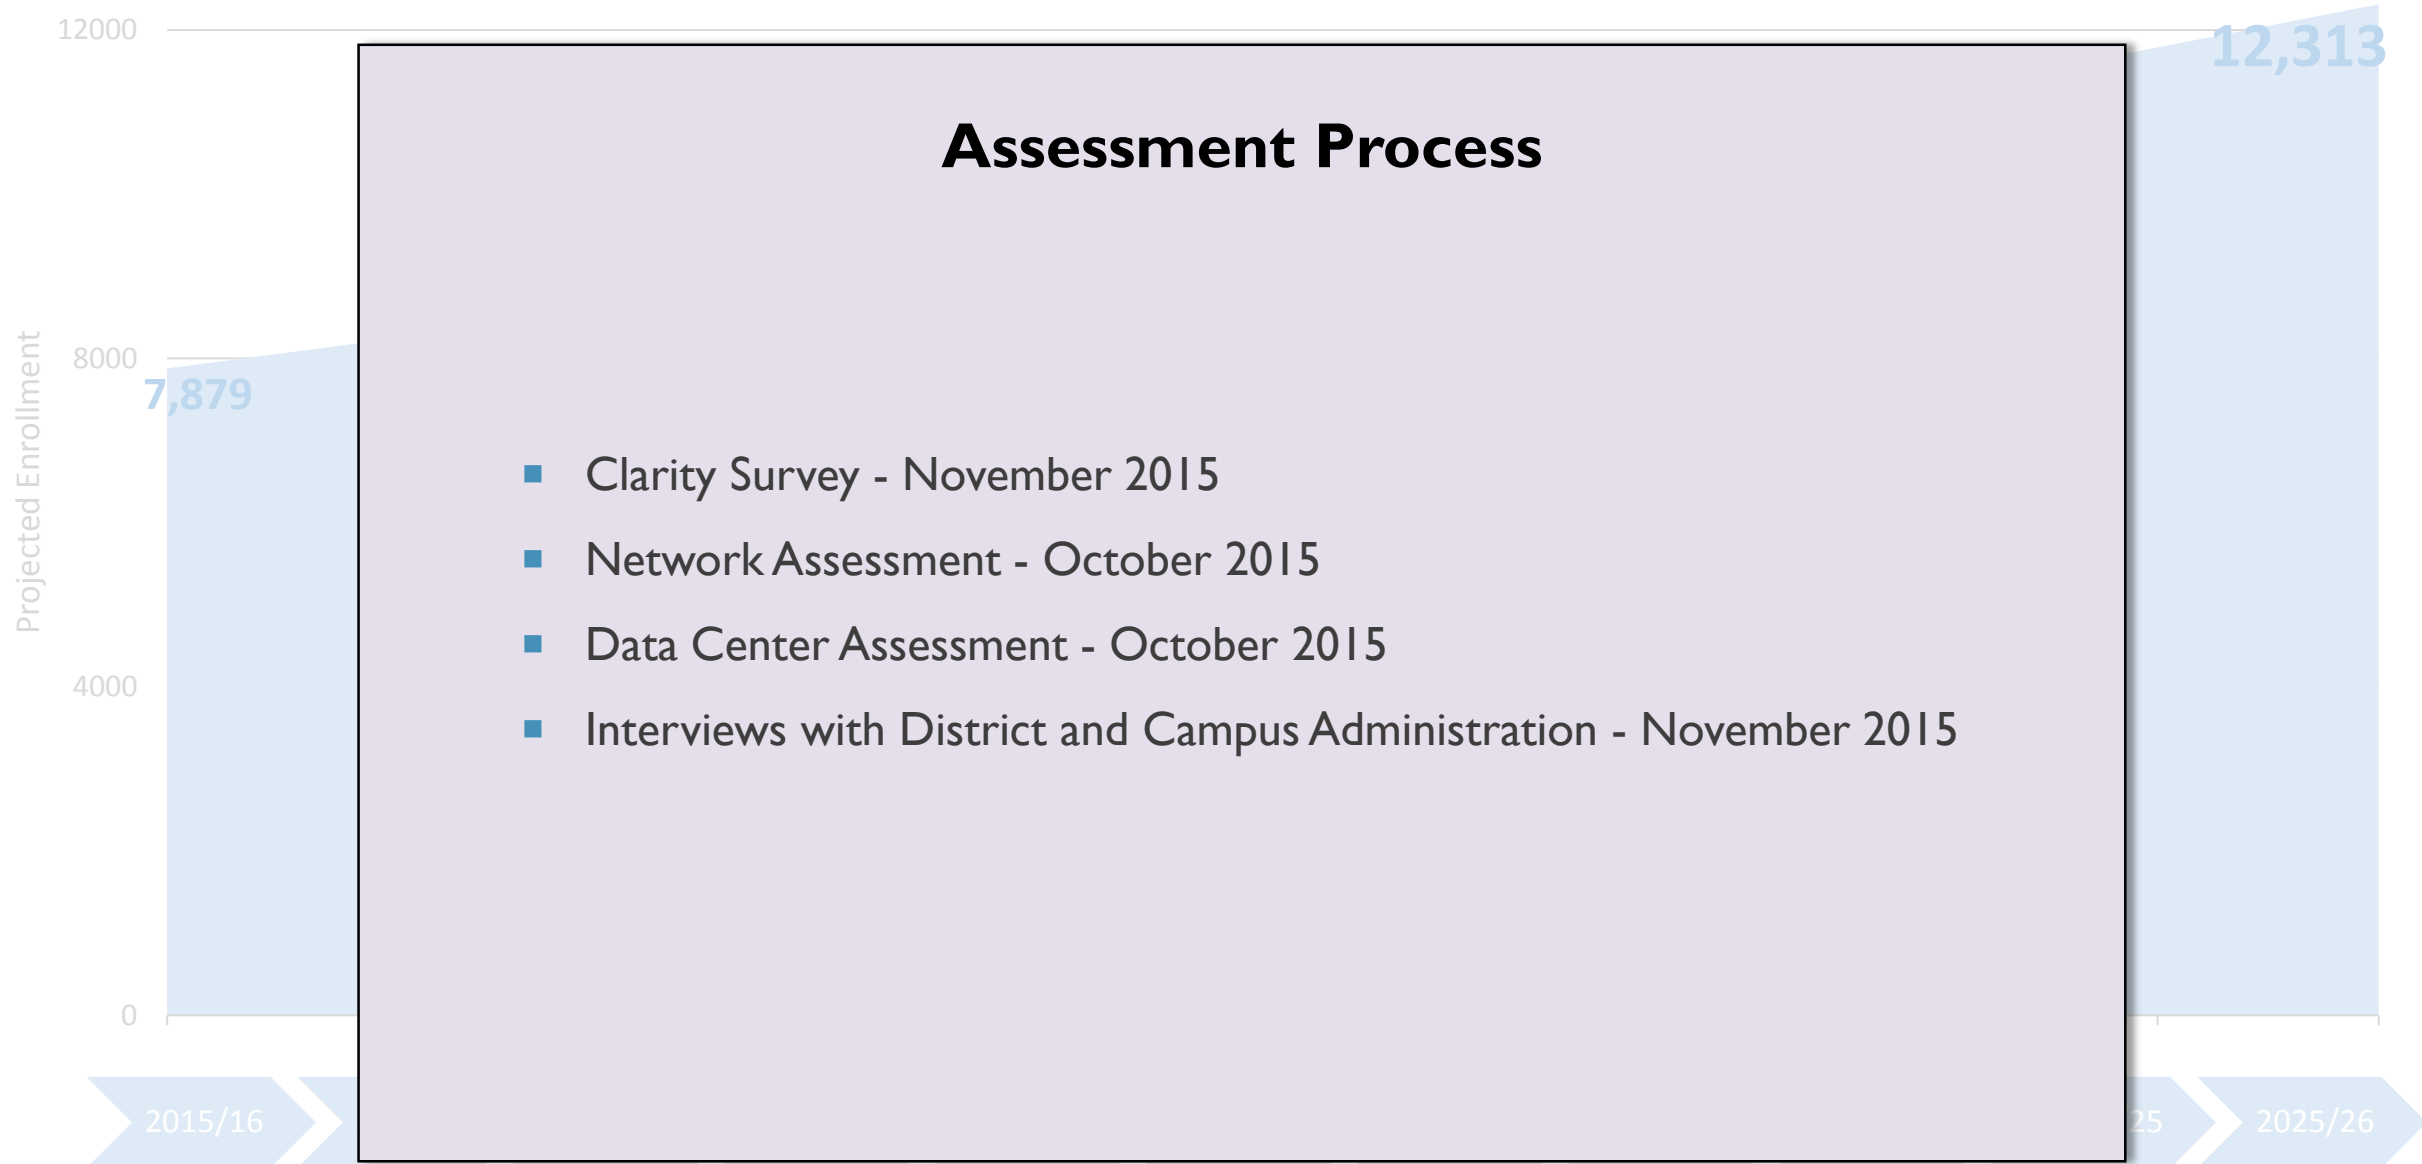 12000
12,313
Assessment Process
Projected Enrollment
8000
7,879
Clarity Survey - November 2015
Network Assessment - October 2015
Data Center Assessment - October 2015
4000
Interviews with District and Campus Administration - November 2015
0
2015/16
25
2025/26